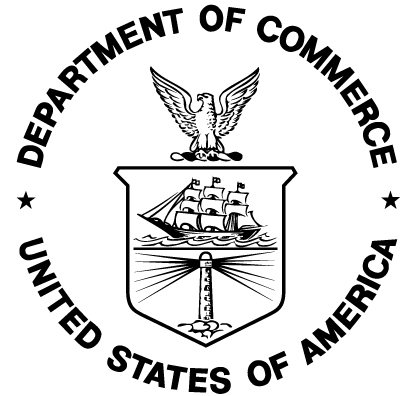 DEPARTMENT OF COMMERCE
UNITED STATES OF AMERICA